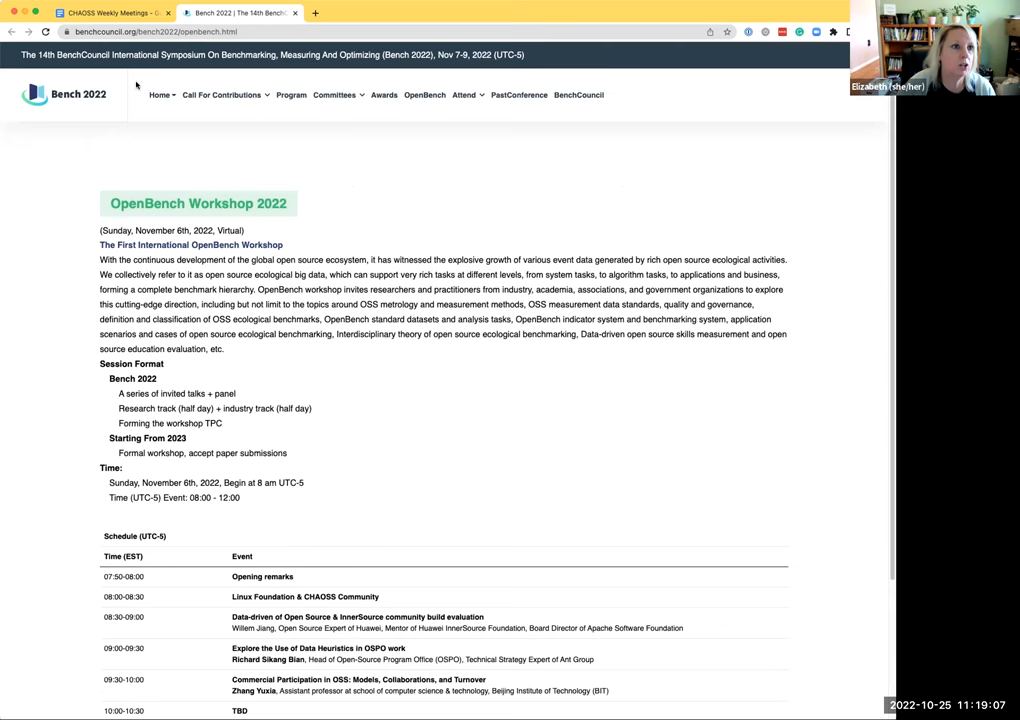 CHAOSS Weekly Meetings - G
Bench 2022 | The 14th BenchC
benchcouncil.org/bench2022/openbench.html
The 14th BenchCouncil International Symposium On Benchmarking, Measuring And Optimizing (Bench 2022), Nov 7-9, 2022 (UTC-5)
Bench 2022
Home Call For Contributions Program Committees Awards OpenBench Attend PastConference BenchCouncil
Elizabeth (she/her)
OpenBench Workshop 2022
(Sunday, November 6th, 2022, Virtual)
The First International OpenBench Workshop
With the continuous development of the global open source ecosystem, it has witnessed the explosive growth of various event data generated by rich open source ecological activities.
We collectively refer to it as open source ecological big data, which can support very rich tasks at different levels, from system tasks, to algorithm tasks, to applications and business,
forming a complete benchmark hierarchy. OpenBench workshop invites researchers and practitioners from industry, academia, associations, and government organizations to explore
this cutting-edge direction, including but not limit to the topics around OSS metrology and measurement methods, OSS measurement data standards, quality and governance,
definition and classification of OSS ecological benchmarks, OpenBench standard datasets and analysis tasks, OpenBench indicator system and benchmarking system, application
scenarios and cases of open source ecological benchmarking, Interdisciplinary theory of open source ecological benchmarking, Data-driven open source skills measurement and open
source education evaluation, etc.
Session Format
Bench 2022
A series of invited talks + panel
Research track (half day) + industry track (half day)
Forming the workshop TPC
Starting From 2023
Formal workshop, accept paper submissions
Time:
Sunday, November 6th, 2022, Begin at 8 am UTC-5
Time (UTC-5) Event: 08:00 - 12:00
Schedule (UTC-5)
Time (EST) Event
07:50-08:00 Opening remarks
08:00-08:30 Linux Foundation & CHAOSS Community
08:30-09:00 Data-driven of Open Source & InnerSource community build evaluation
Willem Jiang, Open Source Expert of Huawei, Mentor of Huawei InnerSource Foundation, Board Director of Apache Software Foundation
09:00-09:30 Explore the Use of Data Heuristics in OSPO work
Richard Sikang Bian, Head of Open-Source Program Office (OSPO), Technical Strategy Expert of Ant Group
09:30-10:00 Commercial Participation in OSS: Models, Collaborations, and Turnover
Zhang Yuxia, Assistant professor at school of computer science & technology, Beijing Institute of Technology (BIT)
10:00-10:30 TBD
2022-10-25 11:19:07